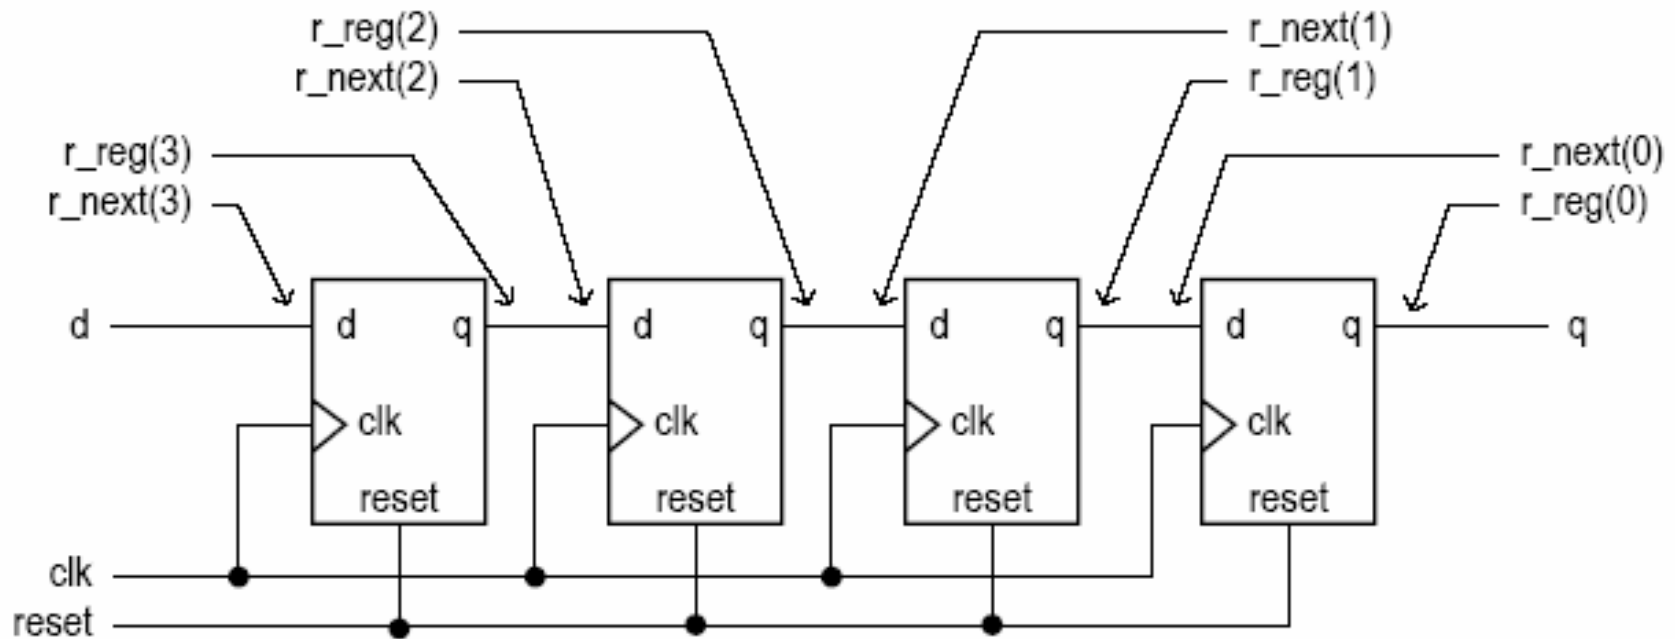 r_reg(2)
r_next(1)
r_next(2)
r_reg(1)
r_reg(3)
r_next(0)
r_next(3)
r_reg(0)
d
d q
d q
d q
d q
q
clk
clk
clk
clk
reset
reset
reset
reset
clk
reset